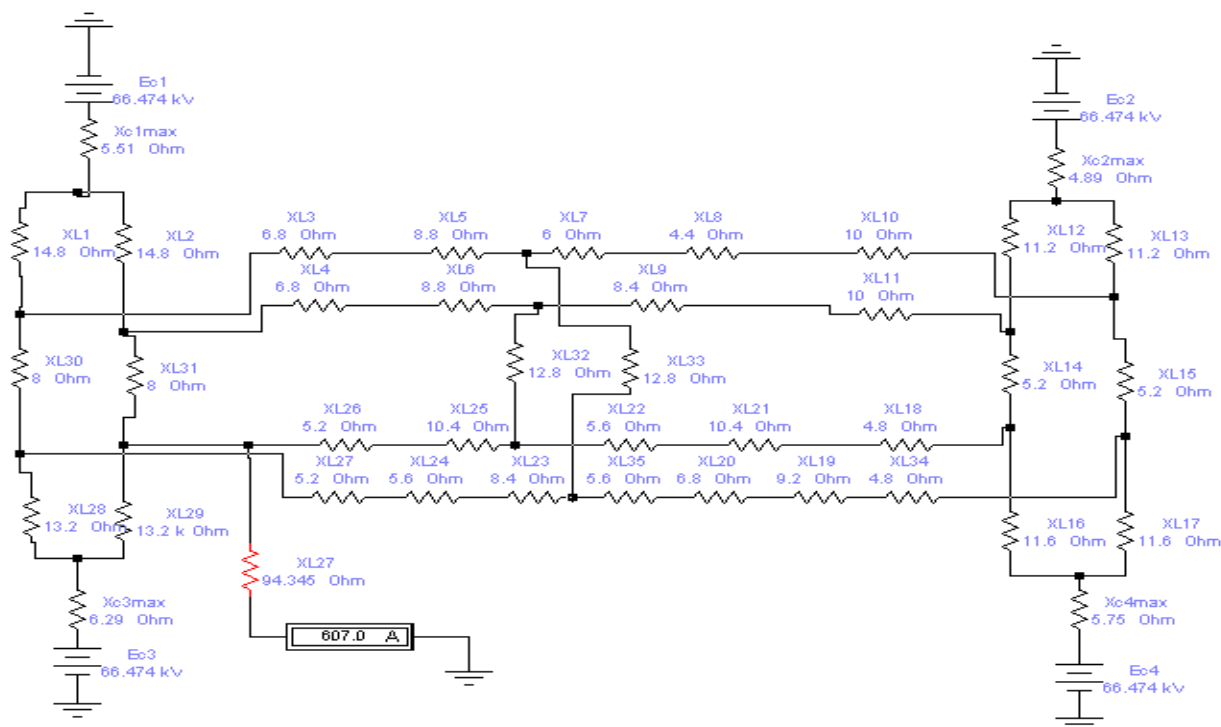 Ec1
66.474 kV
Xc1max
5.51 Ohm
Ec2
66.474 kV
Xc2max
4.89 Ohm
XL1
14.8 Ohm
XL2
14.8 Ohm
XL3
6.8 Ohm
XL5
8.8 Ohm
XL7
6 Ohm
XL8
4.4 Ohm
XL10
10 Ohm
XL12
11.2 Ohm
XL13
11.2 Ohm
XL4
6.8 Ohm
XL6
8.8 Ohm
XL9
8.4 Ohm
XL11
10 Ohm
XL30
8 Ohm
XL31
8 Ohm
XL32
12.8 Ohm
XL33
12.8 Ohm
XL14
5.2 Ohm
XL15
5.2 Ohm
XL26
5.2 Ohm
XL25
10.4 Ohm
XL22
5.6 Ohm
XL21
10.4 Ohm
XL18
4.8 Ohm
XL27
5.2 Ohm
XL24
5.6 Ohm
XL23
8.4 Ohm
XL35
5.6 Ohm
XL20
6.8 Ohm
XL19
9.2 Ohm
XL34
4.8 Ohm
XL28
13.2 Ohm
XL29
13.2 k Ohm
XL16
11.6 Ohm
XL17
11.6 Ohm
XL27
94.345 Ohm
Xc3max
6.29 Ohm
Xc4max
5.75 Ohm
607.0 A
Ec3
66.474 kV
Ec4
66.474 kV